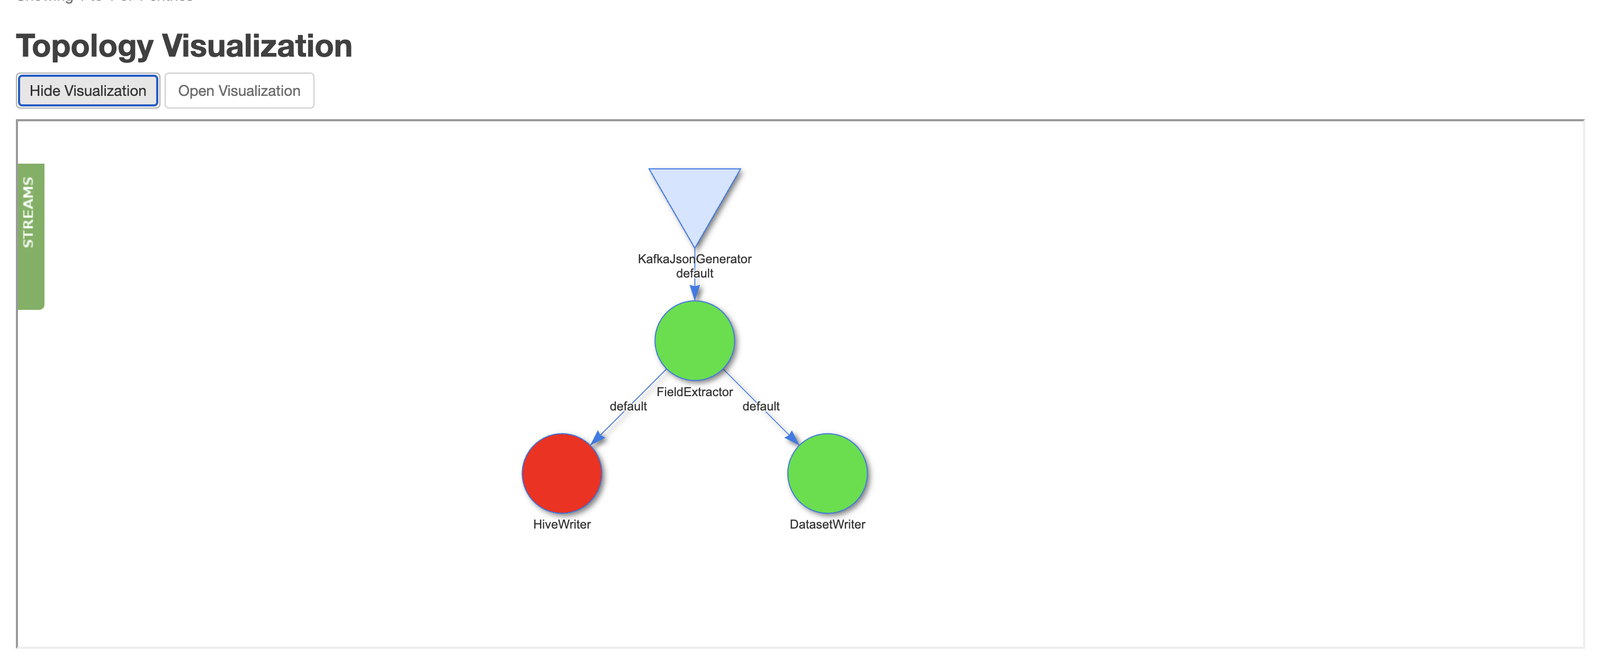 Topology Visualization
Hide Visualization
Open Visualization
STREAMS
KafkaJsonGenerator
default
FieldExtractor
default
default
HiveWriter
DatasetWriter